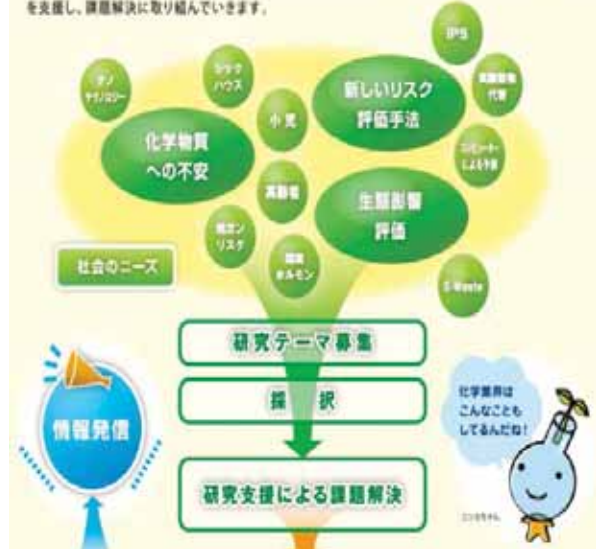 を支援し、課題解決に取り組んでいきます。
iPS
ナノ
テクノロジー
シック
ハウス
新しいリスク
評価手法
実験動物
代替
小児
化学物質
への不安
コンピューター
による予測
高齢者
生態影響
評価
リスク
環境
ホルモン
社会のニーズ
E-Waste
研究テーマ募集
採択
情報発信
化学業界は
こんなことも
してるんだね!
研究支援による課題解決